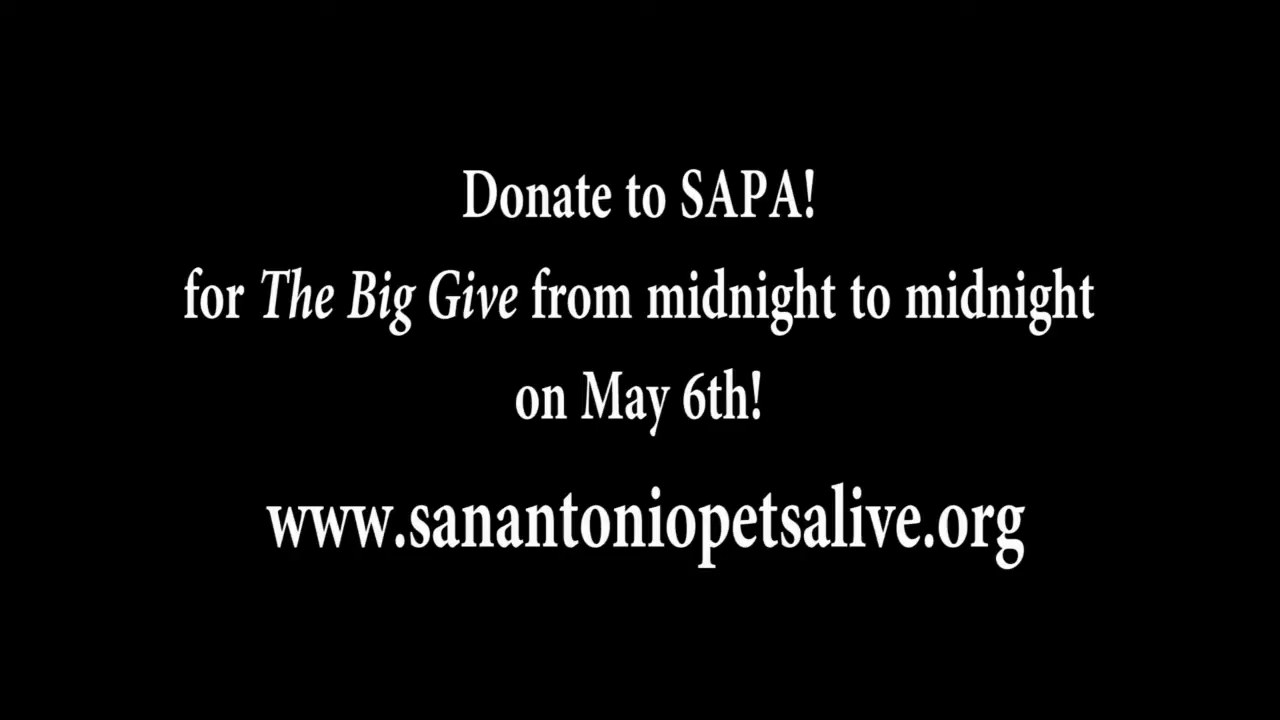 Donate to SAPA!
for The Big Give from midnight to midnight
on May 6th!
www.sanantoniopetsalive.org